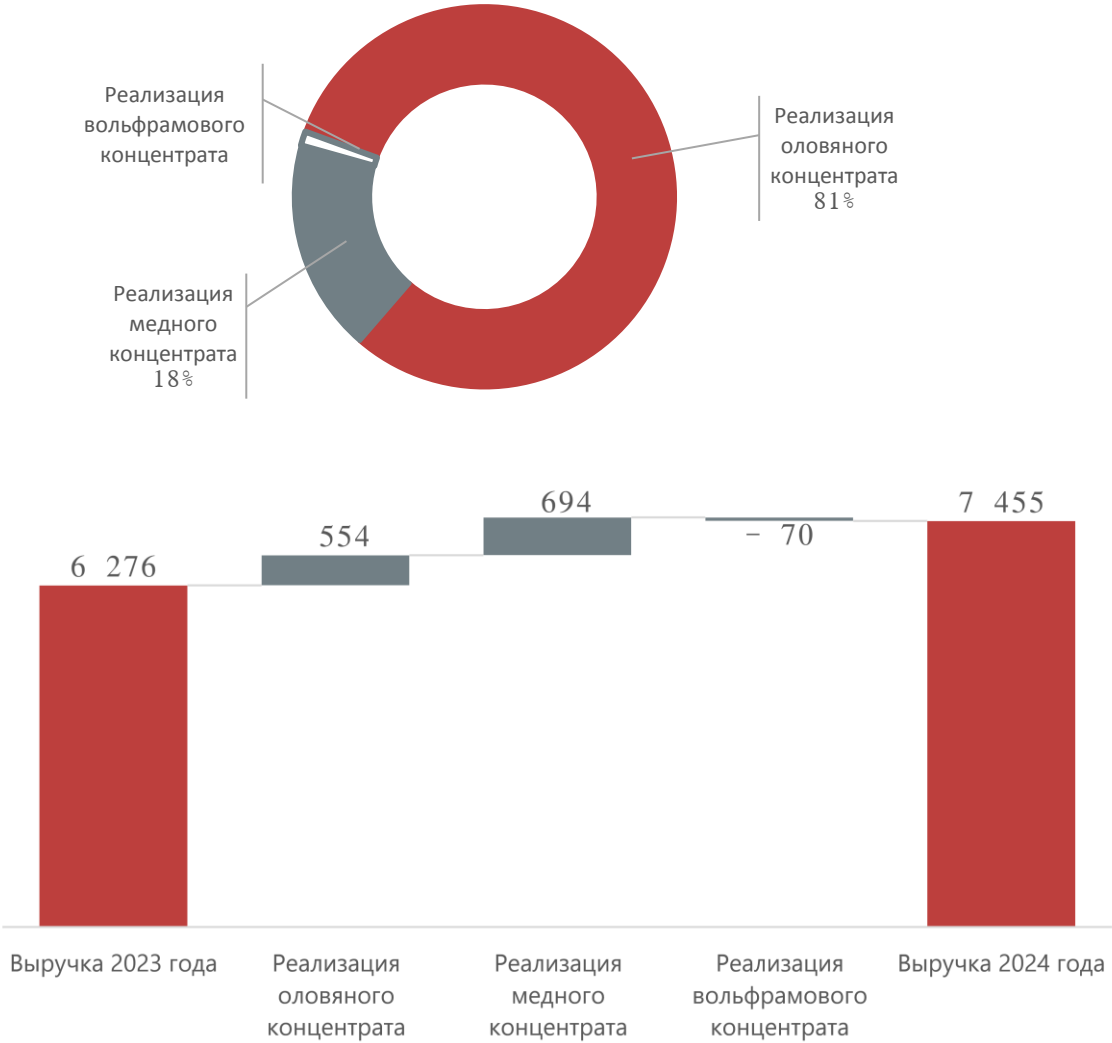 Реализация
вольфрамового
концентрата
Реализация
оловяного
концентрата
81%
Реализация
медного
концентрата
18%
6 276
554
694
- 70
7 455
Выручка 2023 года
Реализация
оловяного
концентрата
Реализация
медного
концентрата
Реализация
вольфрамового
концентрата
Выручка 2024 года